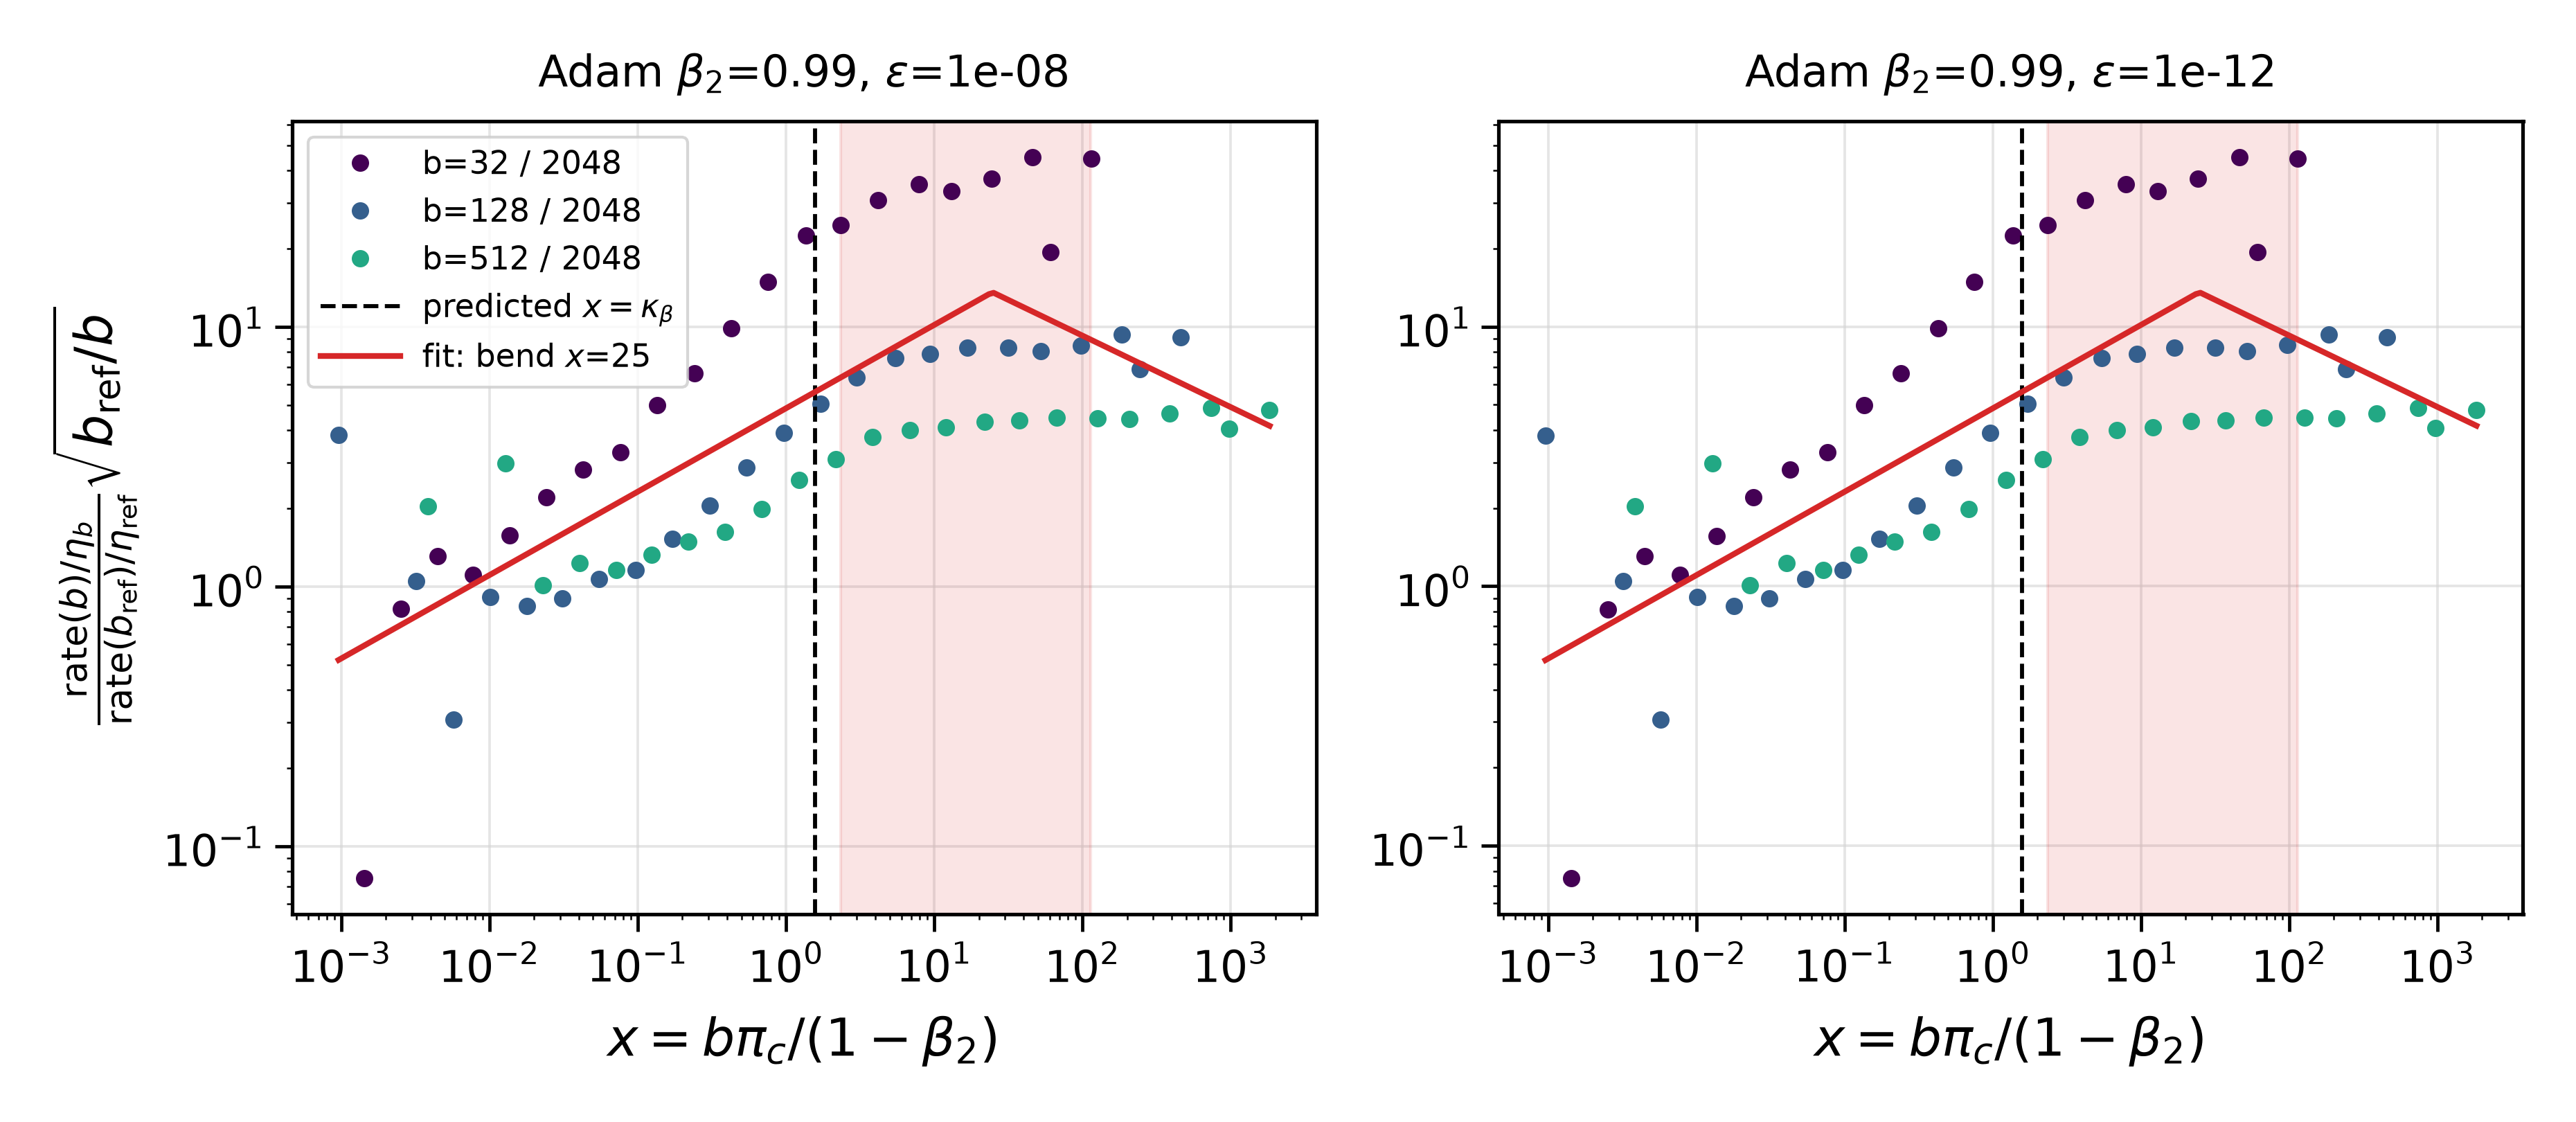 Adam β₂=0.99, ε=1e-08
b=32 / 2048
b=128 / 2048
b=512 / 2048
predicted x = κ_β
fit: bend x=25
10¹
10⁰
10⁻¹
rate(b)/η_b / rate(b_ref)/η_ref √b_ref/b
10⁻³ 10⁻² 10⁻¹ 10⁰ 10¹ 10² 10³
x = bπ_c/(1 − β₂)
Adam β₂=0.99, ε=1e-12
10¹
10⁰
10⁻¹
10⁻³ 10⁻² 10⁻¹ 10⁰ 10¹ 10² 10³
x = bπ_c/(1 − β₂)